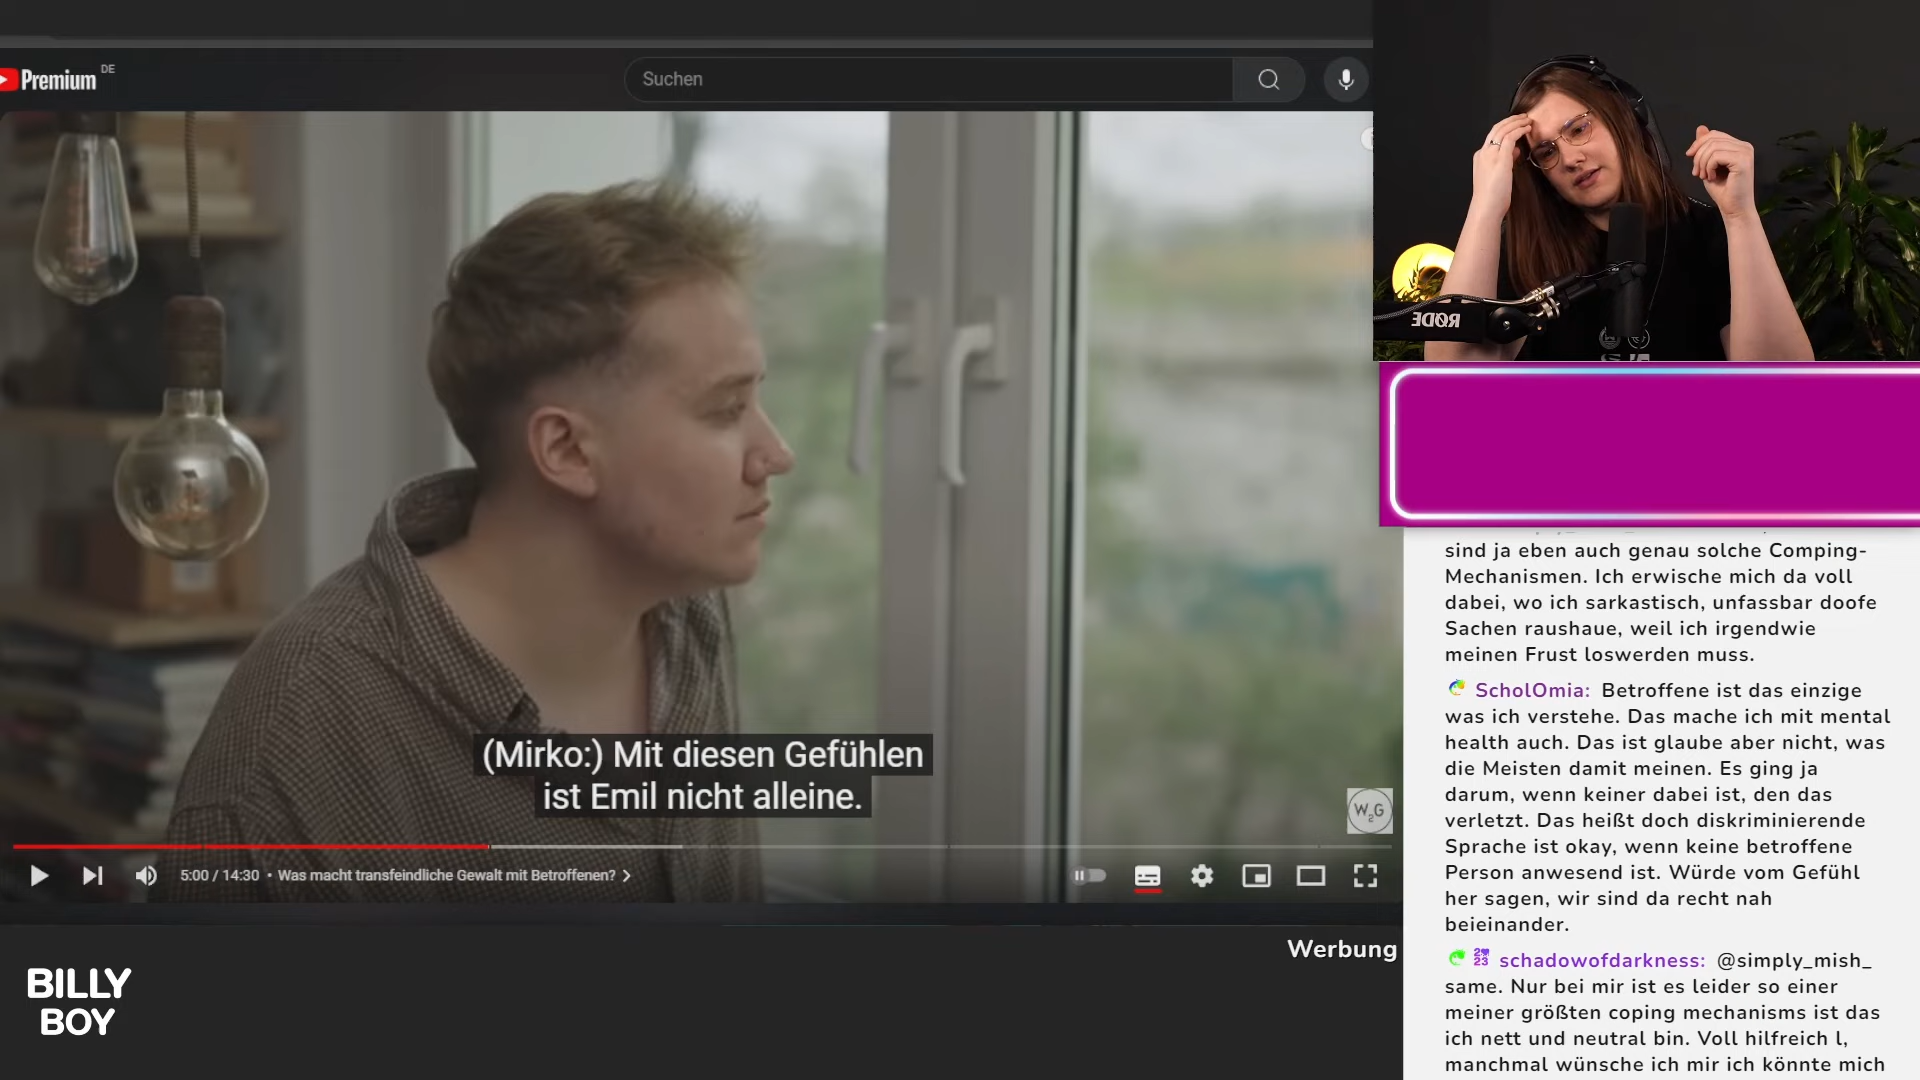 Premium DE
Suchen
RØDE
(Mirko:) Mit diesen Gefühlen
ist Emil nicht alleine.
W2G
5:00 / 14:30 • Was macht transfeindliche Gewalt mit Betroffenen?
Werbung
BILLY
BOY
sind ja eben auch genau solche Comping-
Mechanismen. Ich erwische mich da voll
dabei, wo ich sarkastisch, unfassbar doofe
Sachen raushaue, weil ich irgendwie
meinen Frust loswerden muss.
ScholOmia: Betroffene ist das einzige
was ich verstehe. Das mache ich mit mental
health auch. Das ist glaube aber nicht, was
die Meisten damit meinen. Es ging ja
darum, wenn keiner dabei ist, den das
verletzt. Das heißt doch diskriminierende
Sprache ist okay, wenn keine betroffene
Person anwesend ist. Würde vom Gefühl
her sagen, wir sind da recht nah
beieinander.
schadowofdarkness: @simply_mish_
same. Nur bei mir ist es leider so einer
meiner größten coping mechanisms ist das
ich nett und neutral bin. Voll hilfreich l,
manchmal wünsche ich mir ich könnte mich